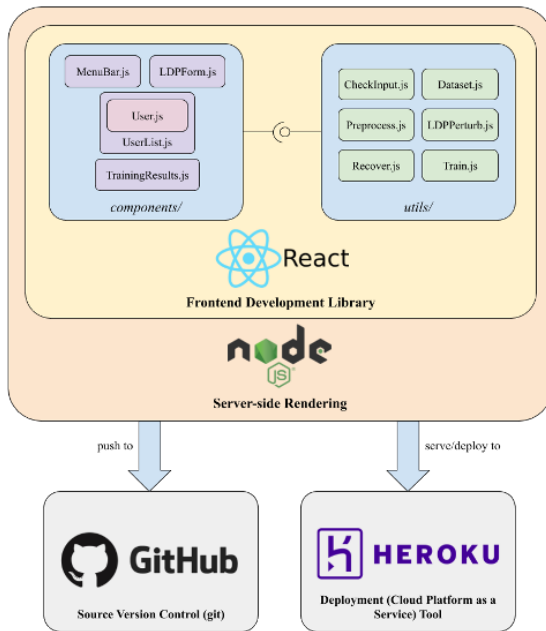 MenuBar.js
LDPForm.js
User.js
UserList.js
TrainingResults.js
components/
CheckInput.js
Dataset.js
Preprocess.js
LDPPerturb.js
Recover.js
Train.js
utils/
React
Frontend Development Library
node
JS
Server-side Rendering
push to
serve/deploy to
GitHub
Source Version Control (git)
HEROKU
Deployment (Cloud Platform as a
Service) Tool